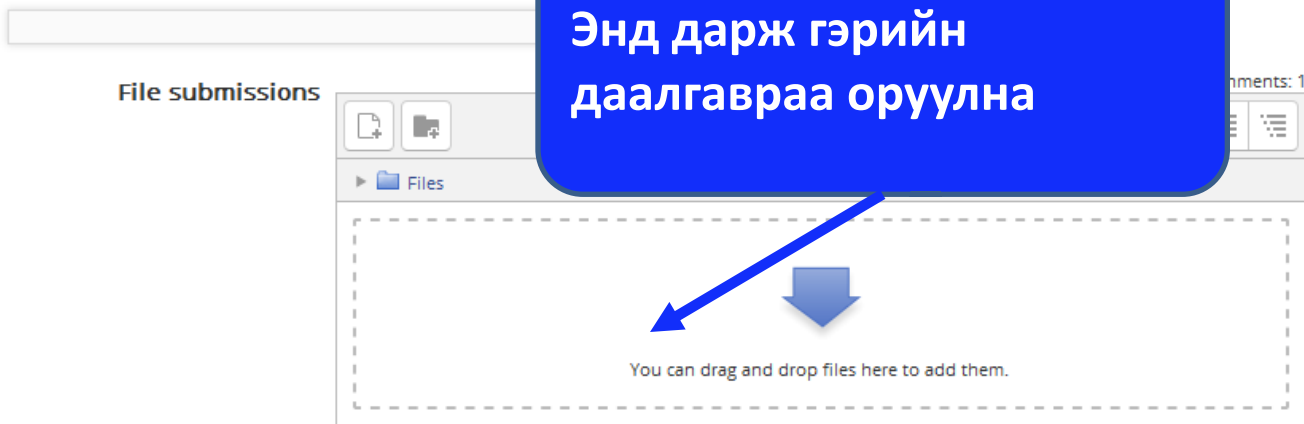 Энд дарж гэрийн
даалгавраа оруулна
File submissions
Files
You can drag and drop files here to add them.